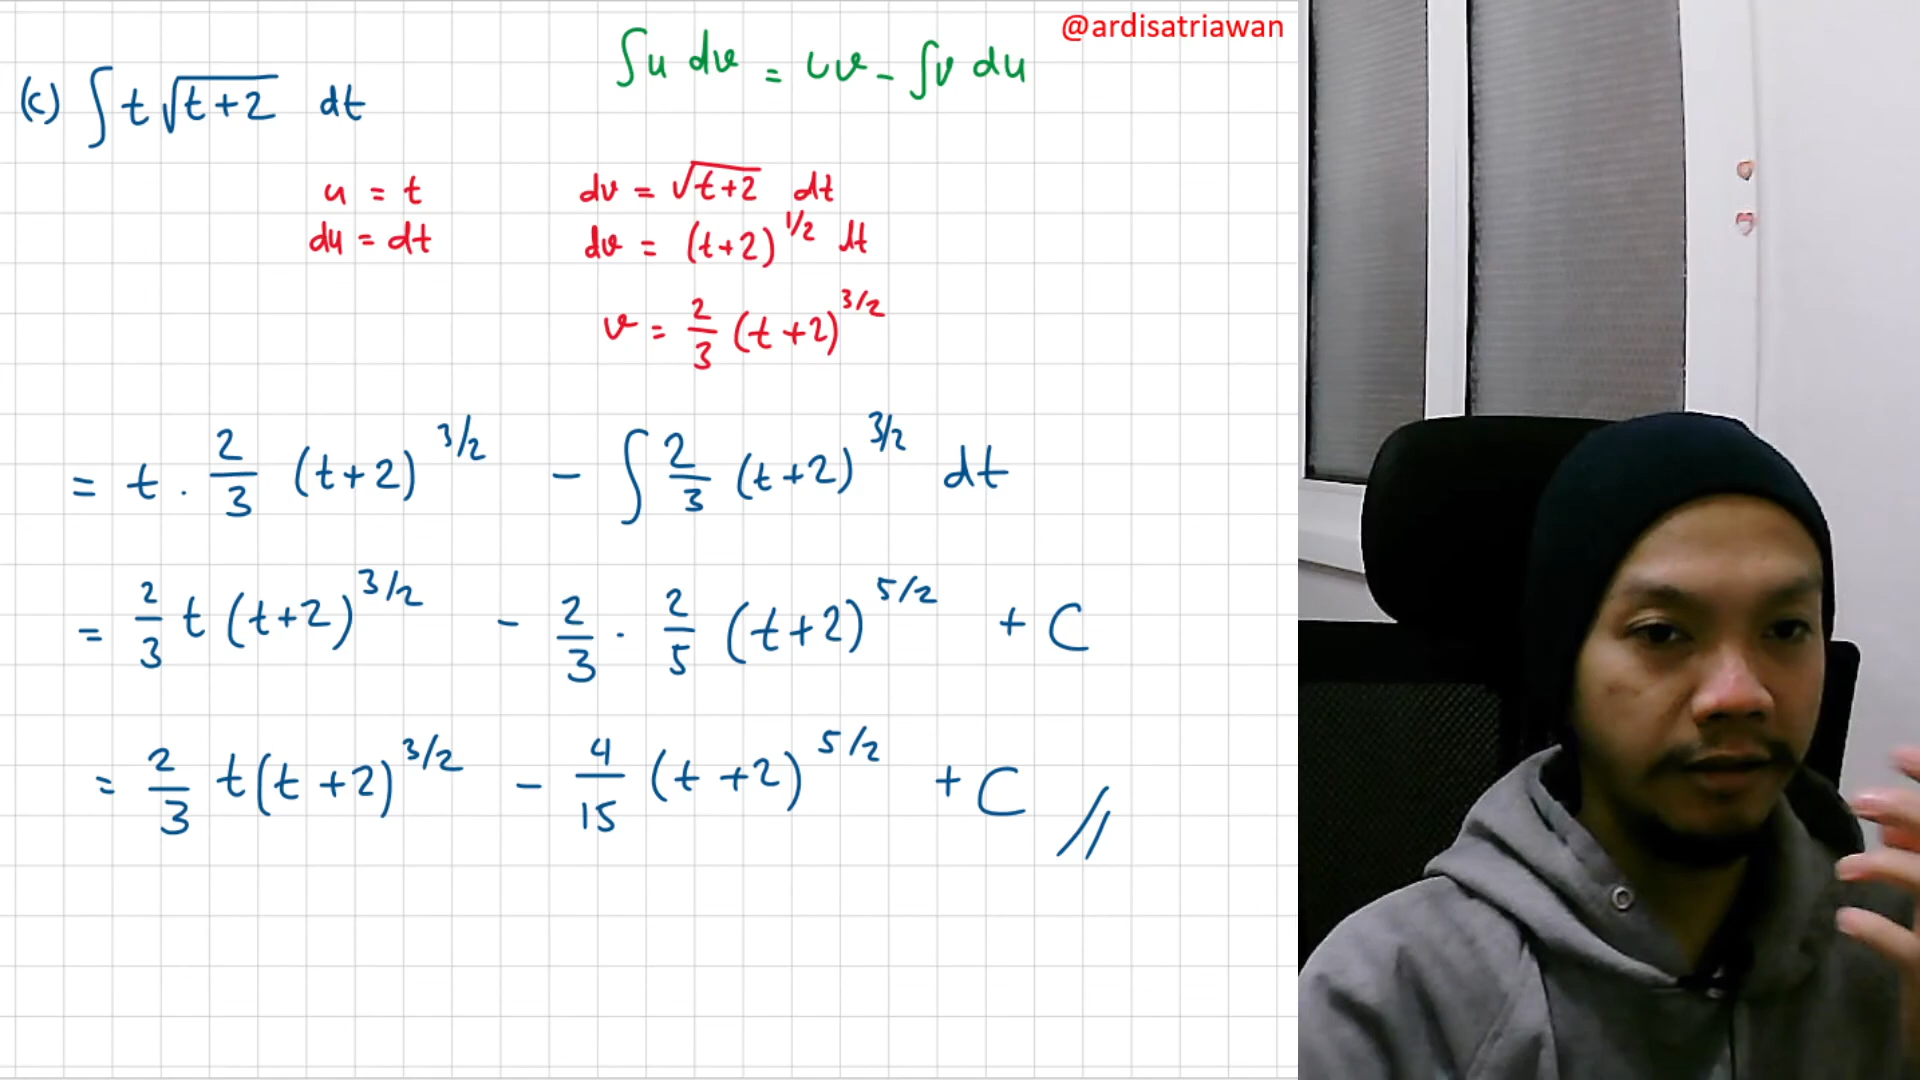 @ardisatriawan
∫u dv = uv - ∫v du
(c) ∫ t √(t+2) dt
u = t    dv = √(t+2) dt
du = dt    dv = (t+2)^(1/2) dt
v = 2/3 (t+2)^(3/2)
= t . 2/3 (t+2)^(3/2) - ∫ 2/3 (t+2)^(3/2) dt
= 2/3 t (t+2)^(3/2) - 2/3 . 2/5 (t+2)^(5/2) + C
= 2/3 t(t+2)^(3/2) - 4/15 (t+2)^(5/2) + C //